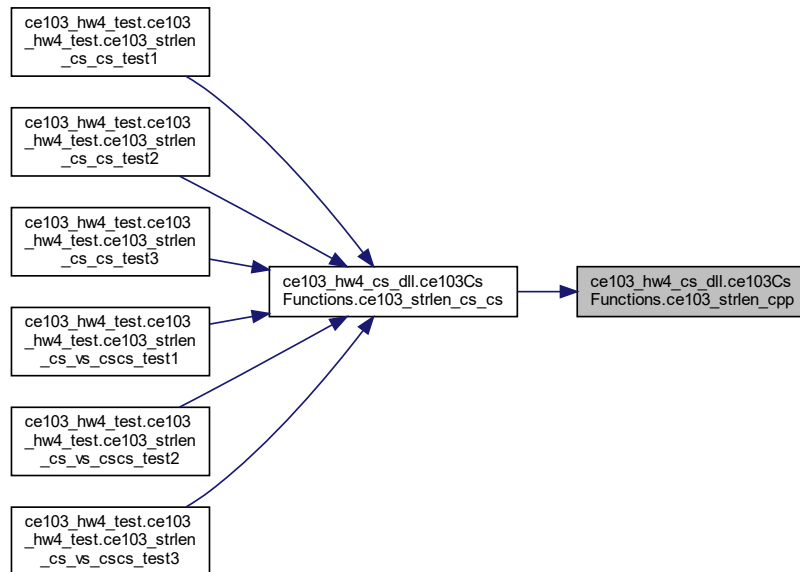 ce103_hw4_test.ce103
_hw4_test.ce103_strlen
_cs_cs_test1
ce103_hw4_test.ce103
_hw4_test.ce103_strlen
_cs_cs_test2
ce103_hw4_test.ce103
_hw4_test.ce103_strlen
_cs_cs_test3
ce103_hw4_cs_dll.ce103Cs
Functions.ce103_strlen_cs_cs
ce103_hw4_cs_dll.ce103Cs
Functions.ce103_strlen_cpp
ce103_hw4_test.ce103
_hw4_test.ce103_strlen
_cs_vs_cscs_test1
ce103_hw4_test.ce103
_hw4_test.ce103_strlen
_cs_vs_cscs_test2
ce103_hw4_test.ce103
_hw4_test.ce103_strlen
_cs_vs_cscs_test3